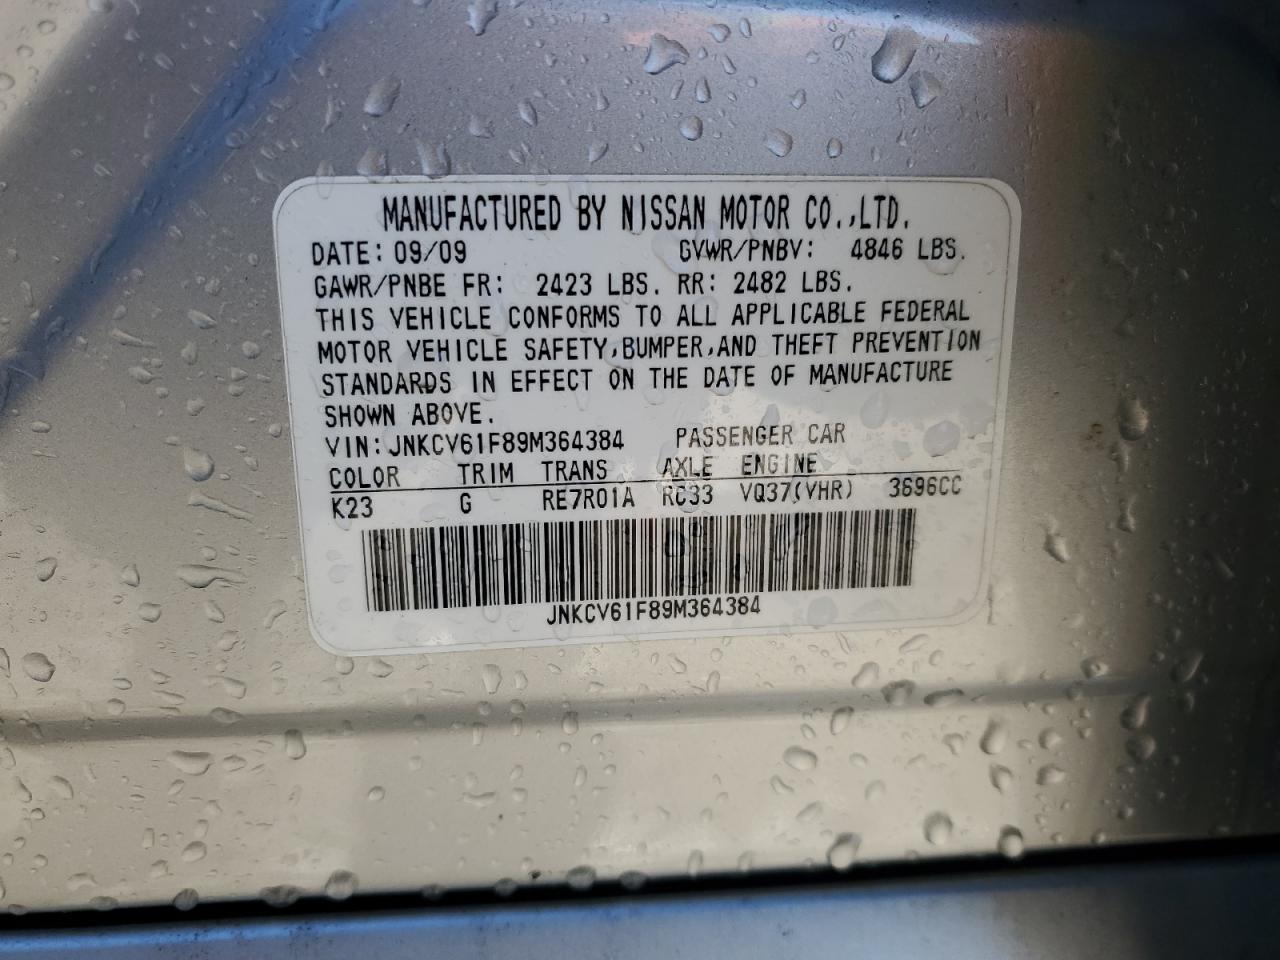 MANUFACTURED BY NISSAN MOTOR CO.,LTD.
DATE: 09/09 GVWR/PNBV: 4846 LBS.
GAWR/PNBE FR: 2423 LBS. RR: 2482 LBS.
THIS VEHICLE CONFORMS TO ALL APPLICABLE FEDERAL
MOTOR VEHICLE SAFETY,BUMPER,AND THEFT PREVENTION
STANDARDS IN EFFECT ON THE DATE OF MANUFACTURE
SHOWN ABOVE.
VIN:JNKCV61F89M364384 PASSENGER CAR
COLOR TRIM TRANS AXLE ENGINE
K23 G RE7R01A RC33 VQ37(VHR) 3696CC
JNKCV61F89M364384